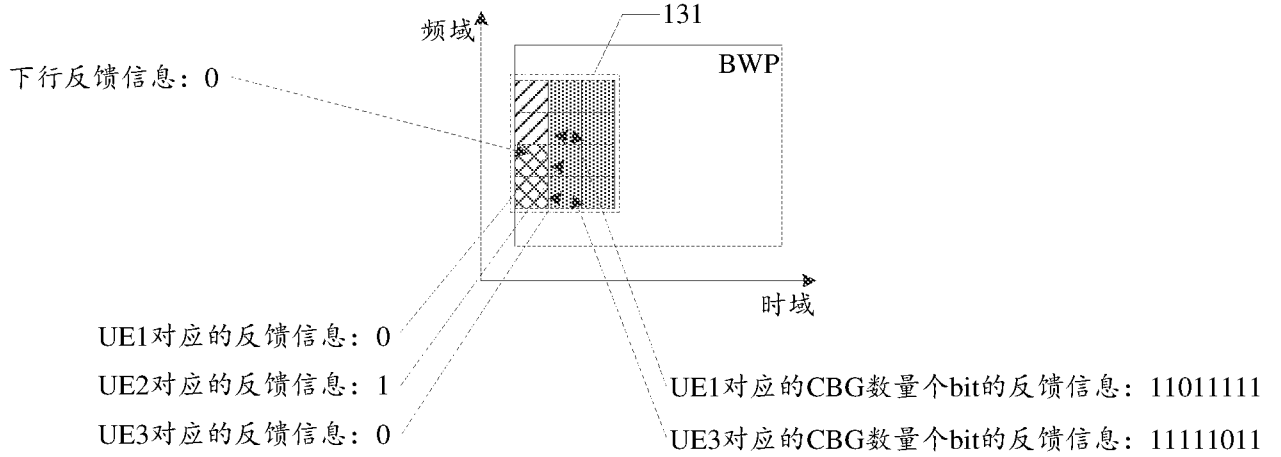 131
频域
BWP
下行反馈信息：0
时域
UE1对应的反馈信息：0
UE2对应的反馈信息：1
UE3对应的反馈信息：0
UE1对应的CBG数量个bit的反馈信息：11011111
UE3对应的CBG数量个bit的反馈信息：11111011